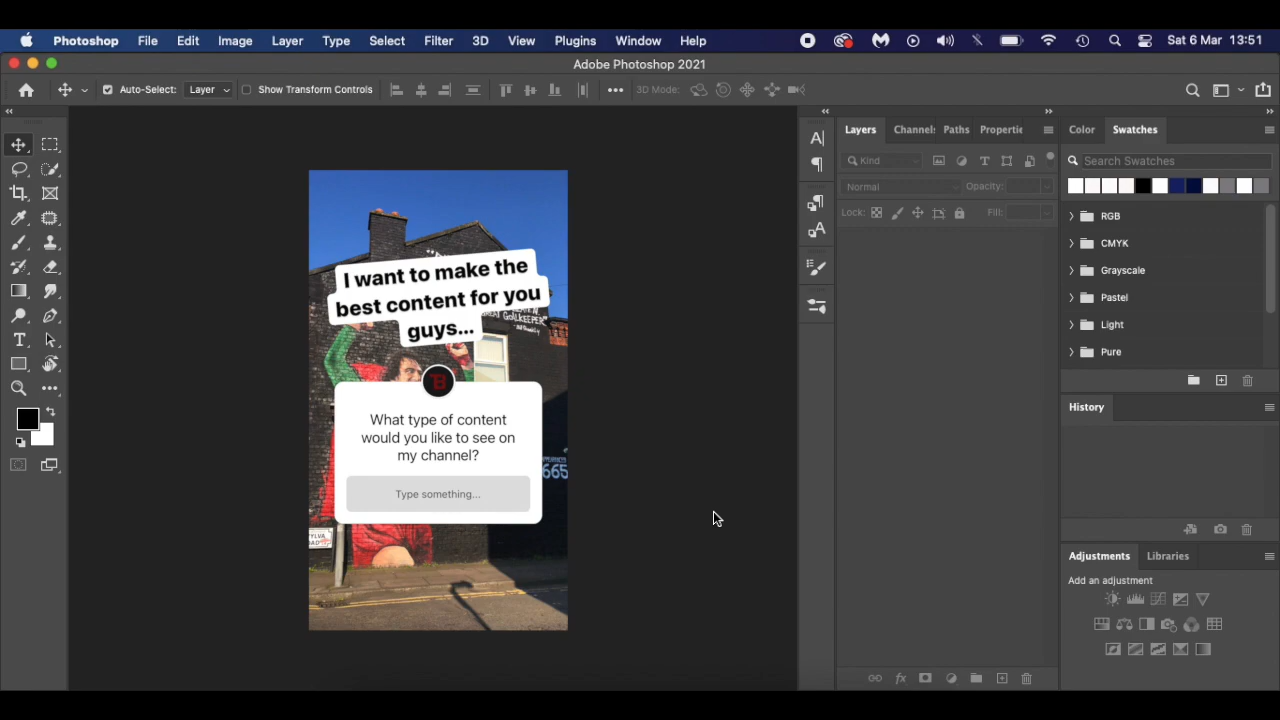 Photoshop File Edit Image Layer Type Select Filter 3D View Plugins Window Help Sat 6 Mar 13:51
Adobe Photoshop 2021
Auto-Select: Layer Show Transform Controls 3D Mode:
Layers Channel: Paths Propertie
Color Swatches
Kind
Search Swatches
Normal Opacity:
Lock: Fill:
RGB
CMYK
Grayscale
Pastel
Light
Pure
History
Adjustments Libraries
Add an adjustment
I want to make the
best content for you
guys...
GREAT GOALKEEPER"
What type of content
would you like to see on
my channel?
Type something...
665